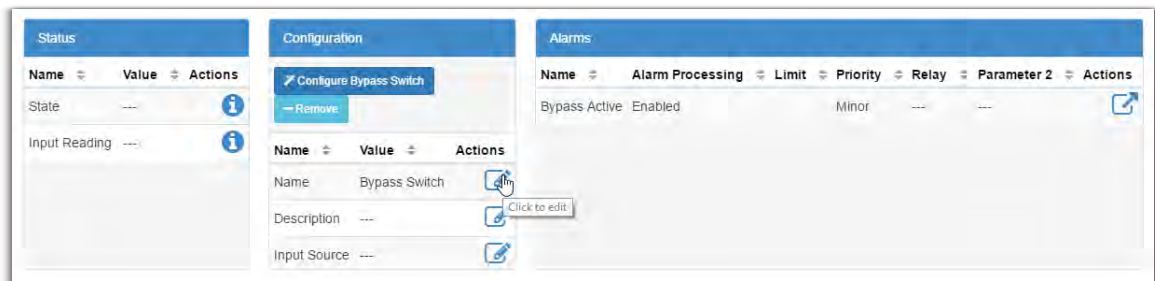 Status
Name Value Actions
State ---
Input Reading ---
Configuration
Configure Bypass Switch
Remove
Name Value Actions
Name Bypass Switch
Click to edit
Description ---
Input Source ---
Alarms
Name Alarm Processing Limit Priority Relay Parameter 2 Actions
Bypass Active Enabled Minor --- ---